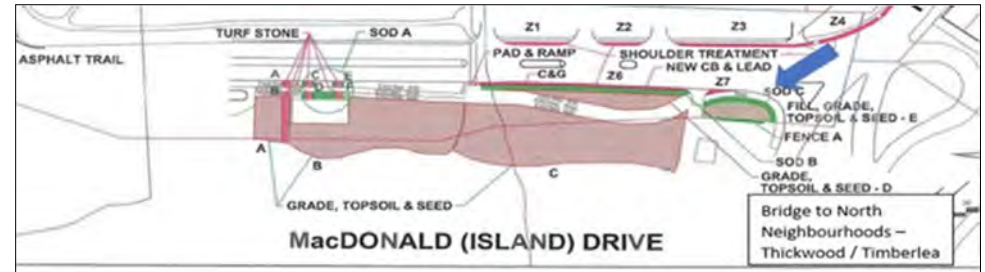 Z1 Z2 Z3 Z4
TURF STONE SOD A
PAD & RAMP SHOULDER TREATMENT
ASPHALT TRAIL
NEW CB & LEAD
C&G Z6 Z7
A C E
B D
SOD C
FILL, GRADE,
TOPSOIL & SEED - E
FENCE A
A
B
C
SOD B
GRADE,
TOPSOIL & SEED - D
GRADE, TOPSOIL & SEED
MacDONALD (ISLAND) DRIVE
Bridge to North
Neighbourhoods –
Thickwood / Timberlea